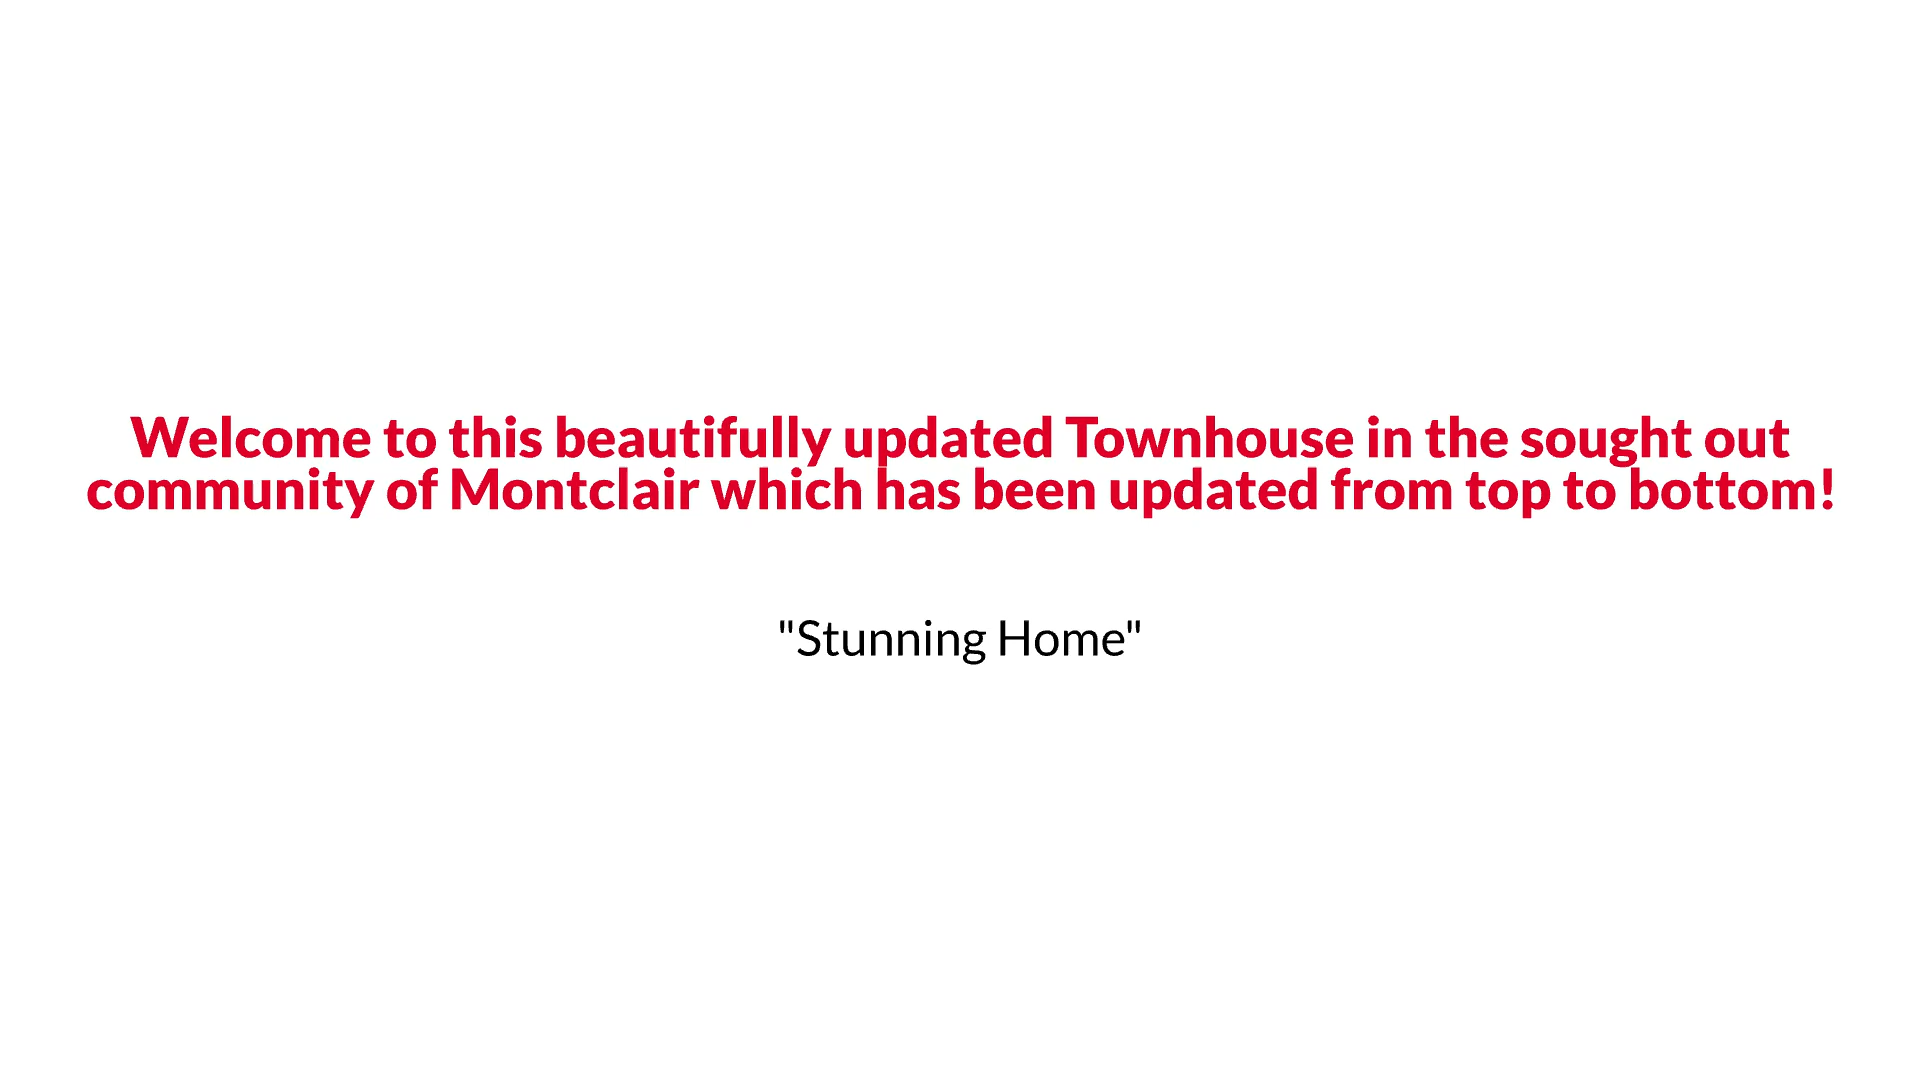 Welcome to this beautifully updated Townhouse in the sought out
community of Montclair which has been updated from top to bottom!
"Stunning Home"